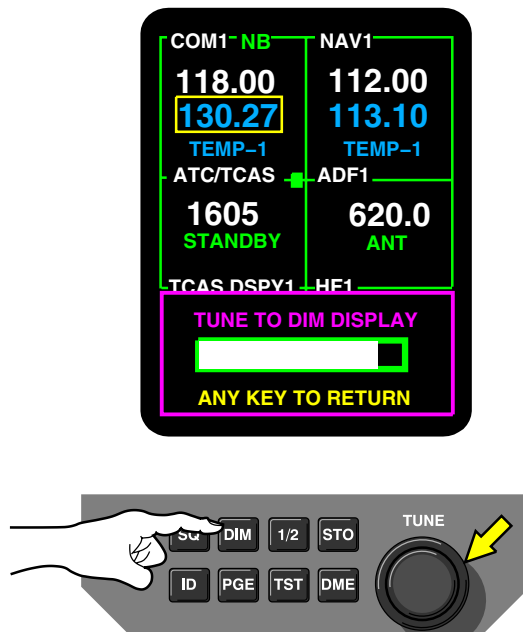 COM1 NB NAV1
118.00 112.00
130.27 113.10
TEMP–1 TEMP–1
ATC/TCAS ADF1
1605 620.0
STANDBY ANT
TCAS DSPY1 HF1
TUNE TO DIM DISPLAY
ANY KEY TO RETURN
TUNE
SQ DIM 1/2 STO
ID PGE TST DME